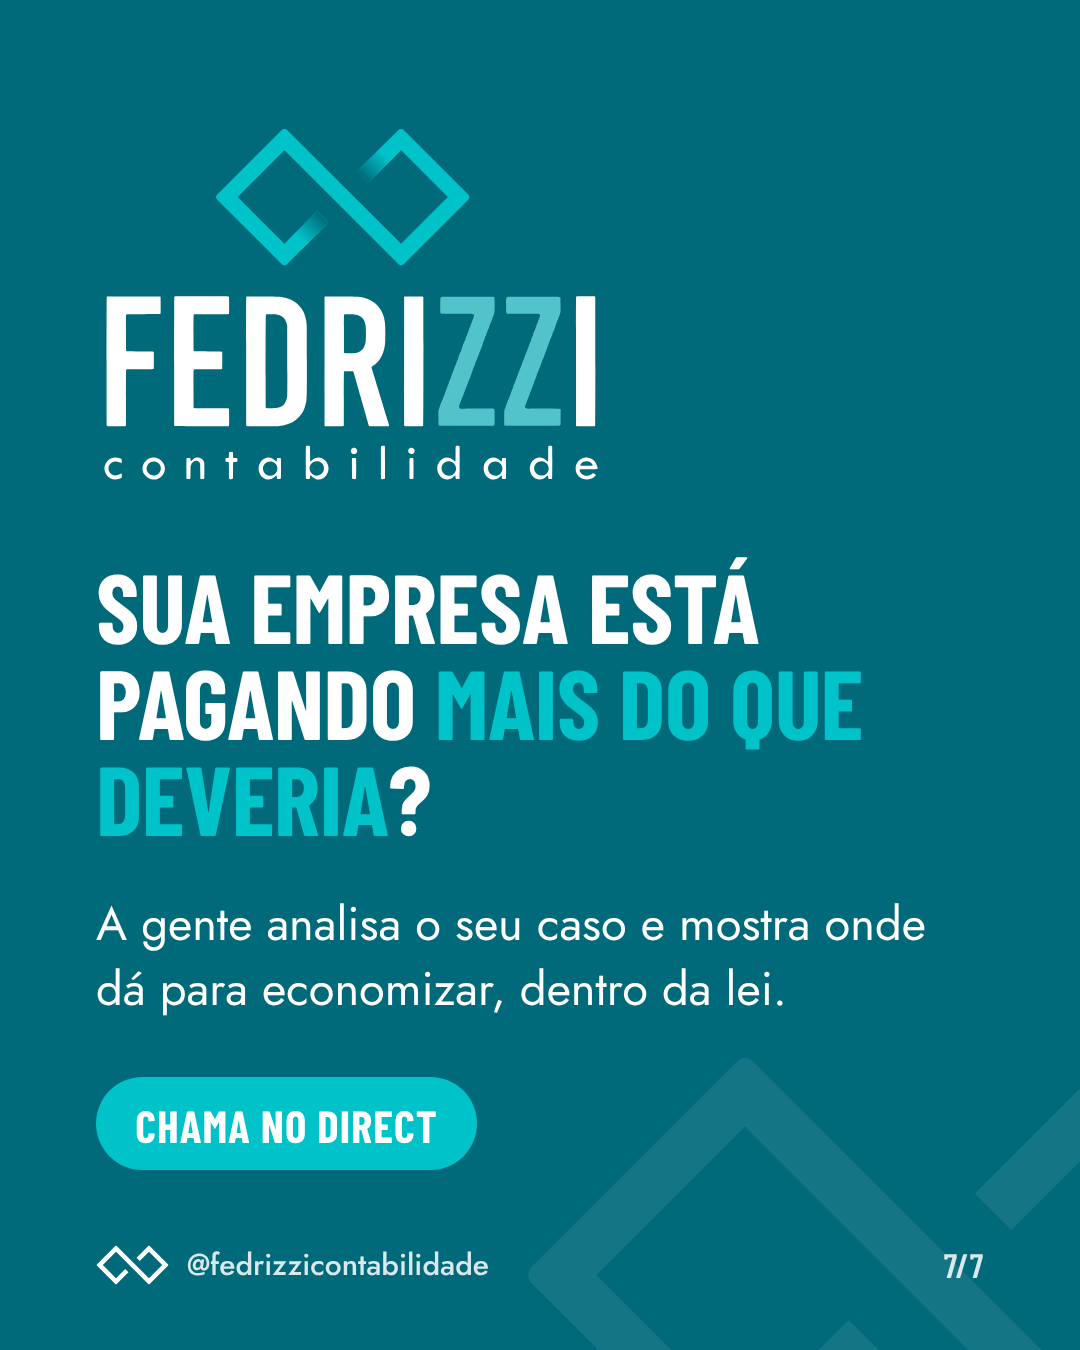 FEDRIZZI
contabilidade
SUA EMPRESA ESTÁ
PAGANDO MAIS DO QUE
DEVERIA?
A gente analisa o seu caso e mostra onde
dá para economizar, dentro da lei.
CHAMA NO DIRECT
@fedrizzicontabilidade
7/7